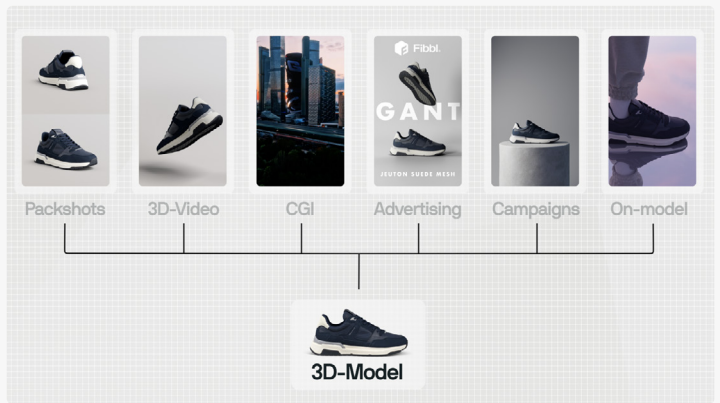 Fibbl.
GANT
JEUTON SUEDE MESH
Packshots
3D-Video
CGI
Advertising
Campaigns
On-model
3D-Model